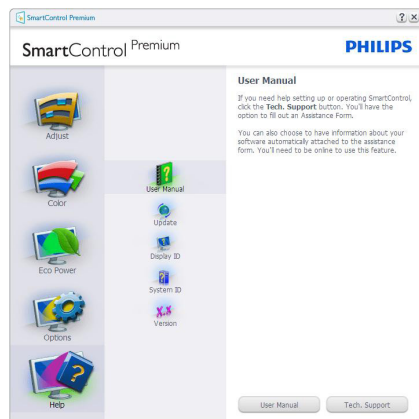 SmartControl Premium
SmartControl Premium
PHILIPS
Adjust
Color
Eco Power
Options
Help
User Manual
Update
Display ID
System ID
X.X
Version
User Manual
If you need help setting up or operating SmartControl,
click the Tech. Support button. You'll have the
option to fill out an Assistance Form.
You can also choose to have information about your
software automatically attached to the assistance
form. You'll need to be online to use this feature.
User Manual
Tech. Support